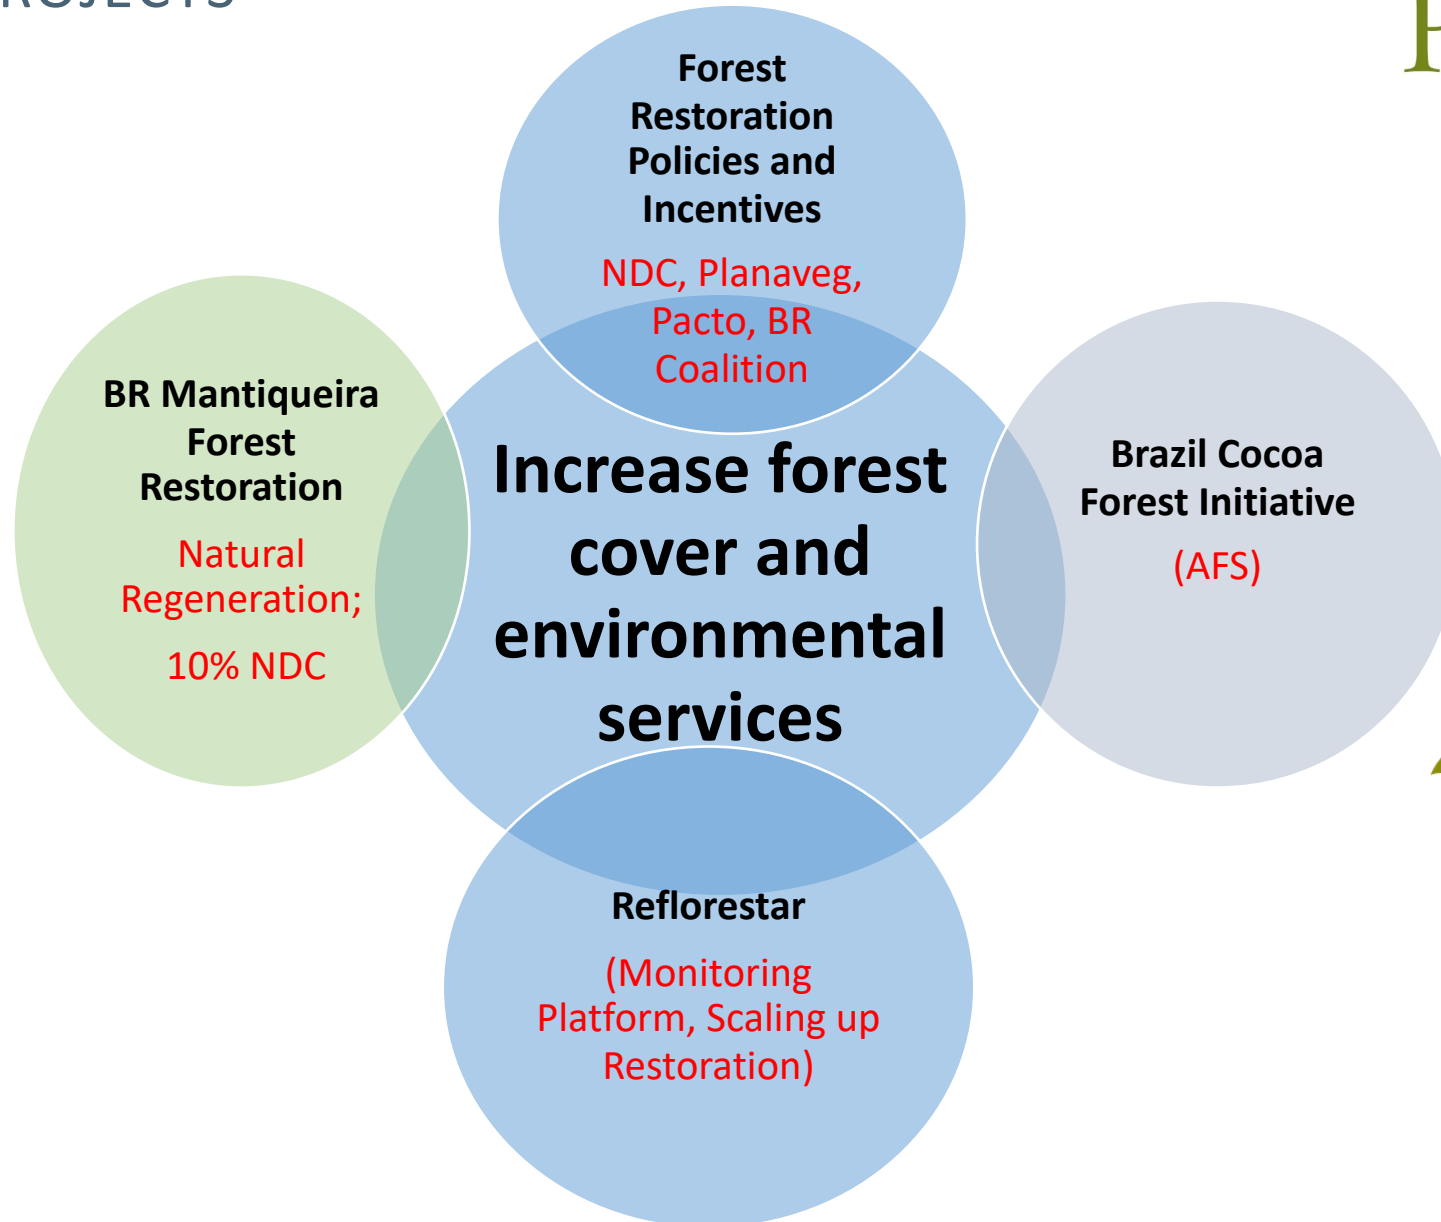 Forest
Restoration
Policies and
Incentives
NDC, Planaveg,
Pacto, BR
Coalition
BR Mantiqueira
Forest
Restoration
Natural
Regeneration;
10% NDC
Increase forest
cover and
environmental
services
Brazil Cocoa
Forest Initiative
(AFS)
Reflorestar
(Monitoring
Platform, Scaling up
Restoration)